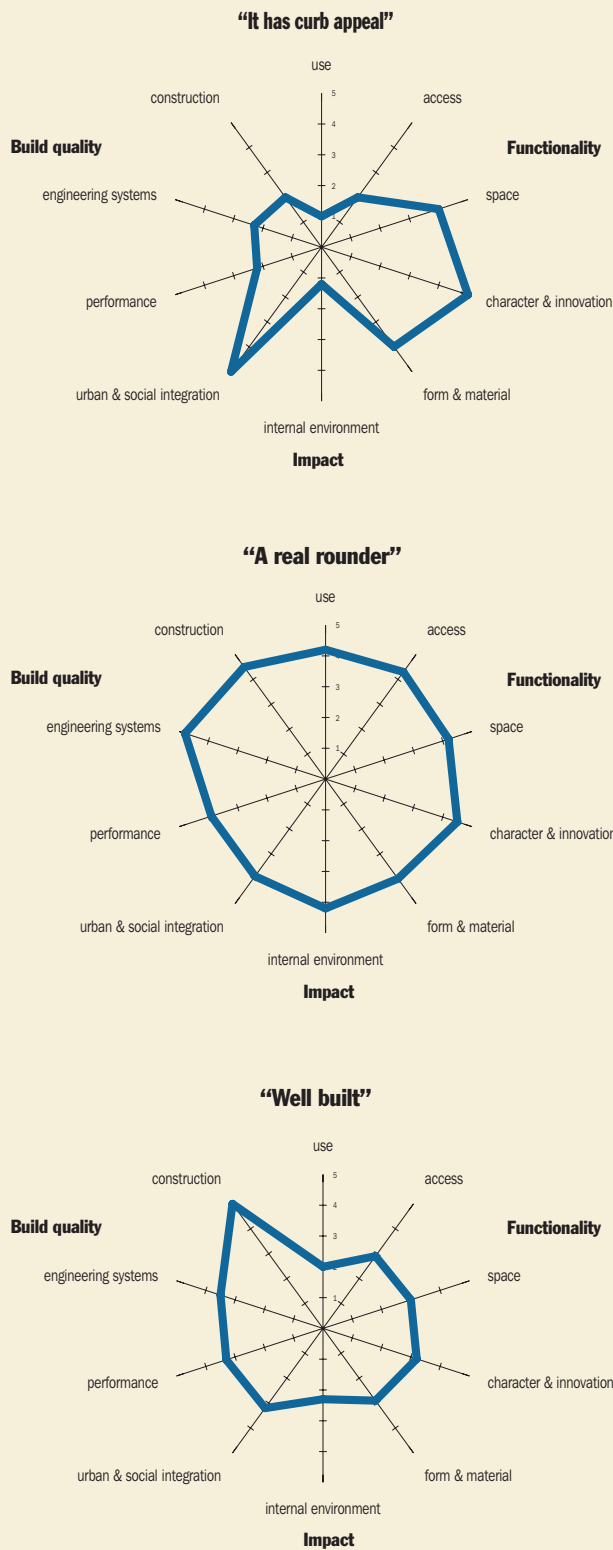 “It has curb appeal”
use
construction
access
5
4
3
2
1
Build quality
Functionality
engineering systems
space
performance
character & innovation
urban & social integration
form & material
internal environment
Impact
“A real rounder”
use
construction
access
5
3
2
1
Build quality
Functionality
engineering systems
space
performance
character & innovation
urban & social integration
form & material
internal environment
Impact
“Well built”
use
construction
access
5
4
3
1
Build quality
Functionality
engineering systems
space
performance
character & innovation
urban & social integration
form & material
internal environment
Impact